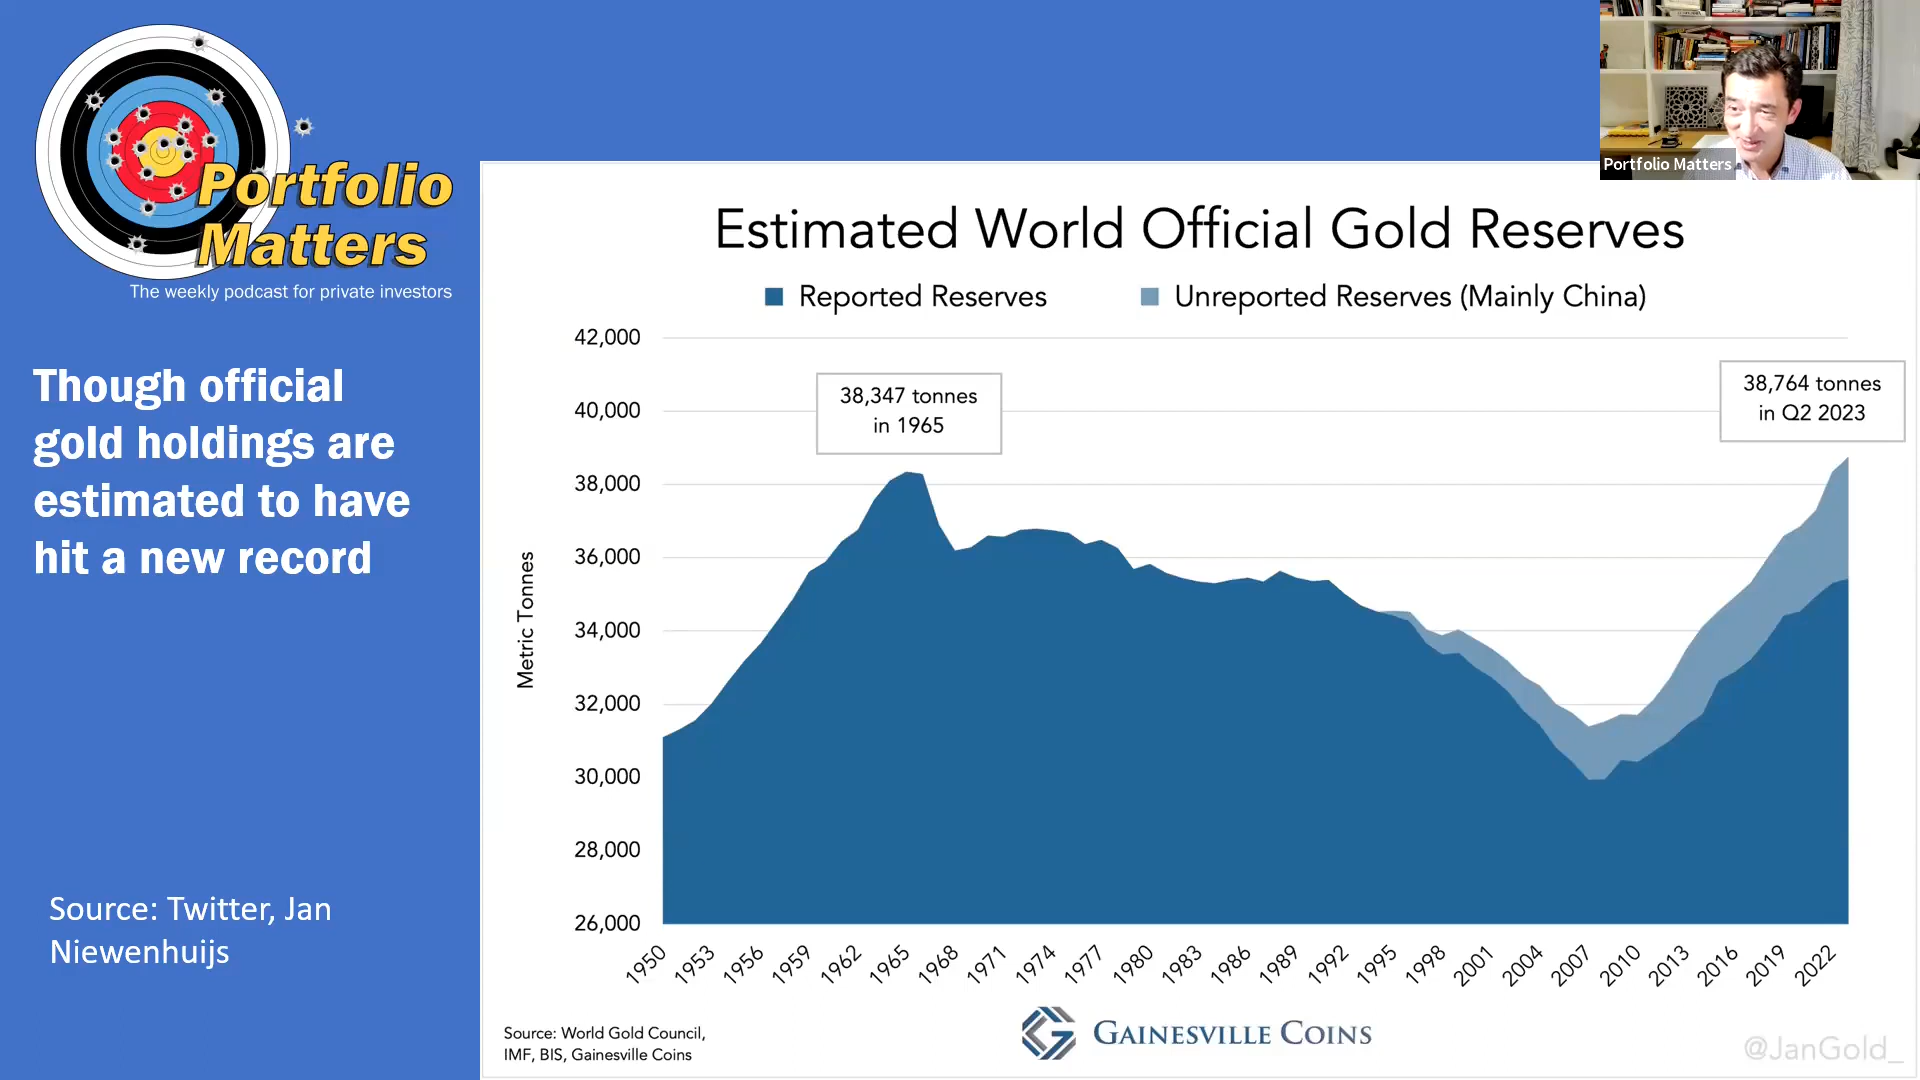 Portfolio
Matters
The weekly podcast for private investors
Though official
gold holdings are
estimated to have
hit a new record
Source: Twitter, Jan
Niewenhuijs
Portfolio Matters
Estimated World Official Gold Reserves
Reported Reserves
Unreported Reserves (Mainly China)
Metric Tonnes
42,000
40,000
38,000
36,000
34,000
32,000
30,000
28,000
26,000
38,347 tonnes
in 1965
38,764 tonnes
in Q2 2023
1950
1953
1956
1959
1962
1965
1968
1971
1974
1977
1980
1983
1986
1989
1992
1995
1998
2001
2004
2007
2010
2013
2016
2019
2022
Source: World Gold Council,
IMF, BIS, Gainesville Coins
GAINESVILLE COINS
@JanGold_